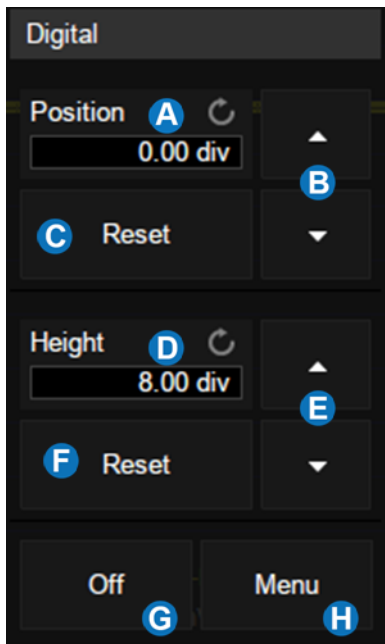 Digital
Position A
0.00 div
B
C Reset
Height D
8.00 div
E
F Reset
Off Menu
G H